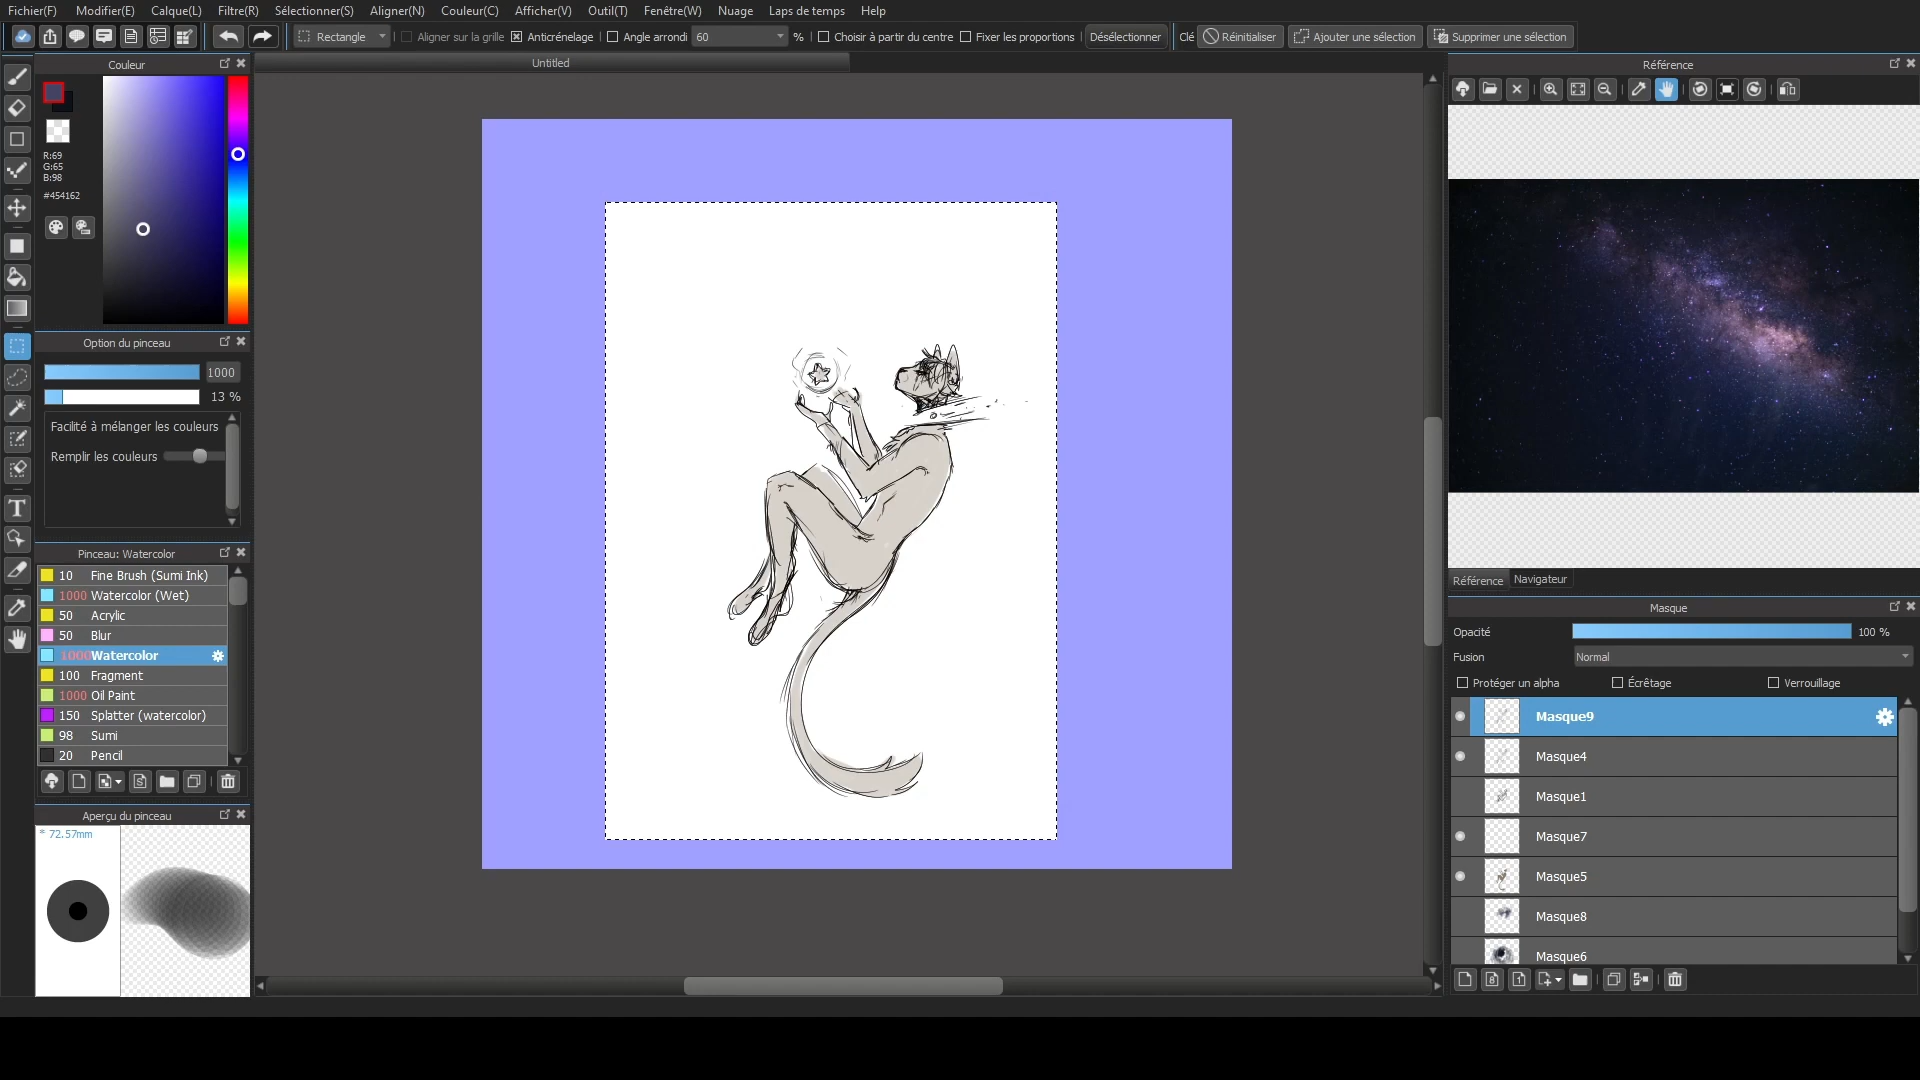 Fichier(F) Modifier(E) Calque(L) Filtre(R) Sélectionner(S) Aligner(N) Couleur(C) Afficher(V) Outil(T) Fenêtre(W) Nuage Laps de temps Help
Rectangle Aligner sur la grille Anticrénelage Angle arrondi 60 % Choisir à partir du centre Fixer les proportions Désélectionner Clé Réinitialiser Ajouter une sélection Supprimer une sélection
Couleur
R:69
G:65
B:98
#454162
Option du pinceau
1000
13 %
Facilité à mélanger les couleurs
Remplir les couleurs
Pinceau: Watercolor
10 Fine Brush (Sumi Ink)
1000 Watercolor (Wet)
50 Acrylic
50 Blur
1000 Watercolor
100 Fragment
1000 Oil Paint
150 Splatter (watercolor)
98 Sumi
20 Pencil
Aperçu du pinceau
* 72.57mm
Untitled
Référence
Référence Navigateur
Masque
Opacité 100 %
Fusion Normal
Protéger un alpha Écrêtage Verrouillage
Masque9
Masque4
Masque1
Masque7
Masque5
Masque8
Masque6